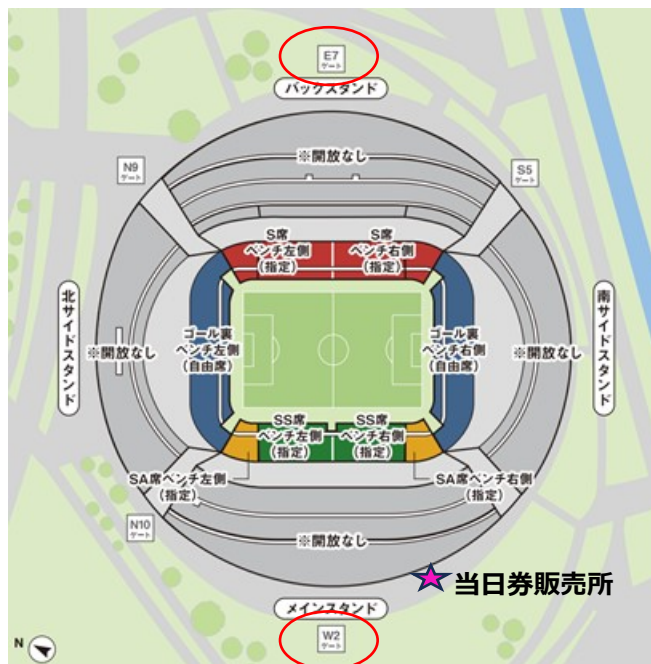 E7
ゲート
バックスタンド
※開放なし
N9
ゲート
S5
ゲート
S席
ベンチ左側
(指定)
S席
ベンチ右側
(指定)
北サイドスタンド
※開放なし
ゴール裏
ベンチ左側
(自由席)
ゴール裏
ベンチ右側
(自由席)
※開放なし
南サイドスタンド
SS席
ベンチ左側
(指定)
SS席
ベンチ右側
(指定)
SA席ベンチ左側
(指定)
SA席ベンチ右側
(指定)
N10
ゲート
※開放なし
当日券販売所
メインスタンド
W2
ゲート
N